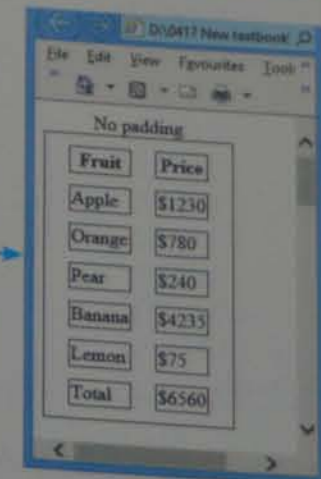 D:\0417 New textbook
File Edit View Favourites Tools
No padding
Fruit Price
Apple $1230
Orange $780
Pear $240
Banana $4235
Lemon $75
Total $6560